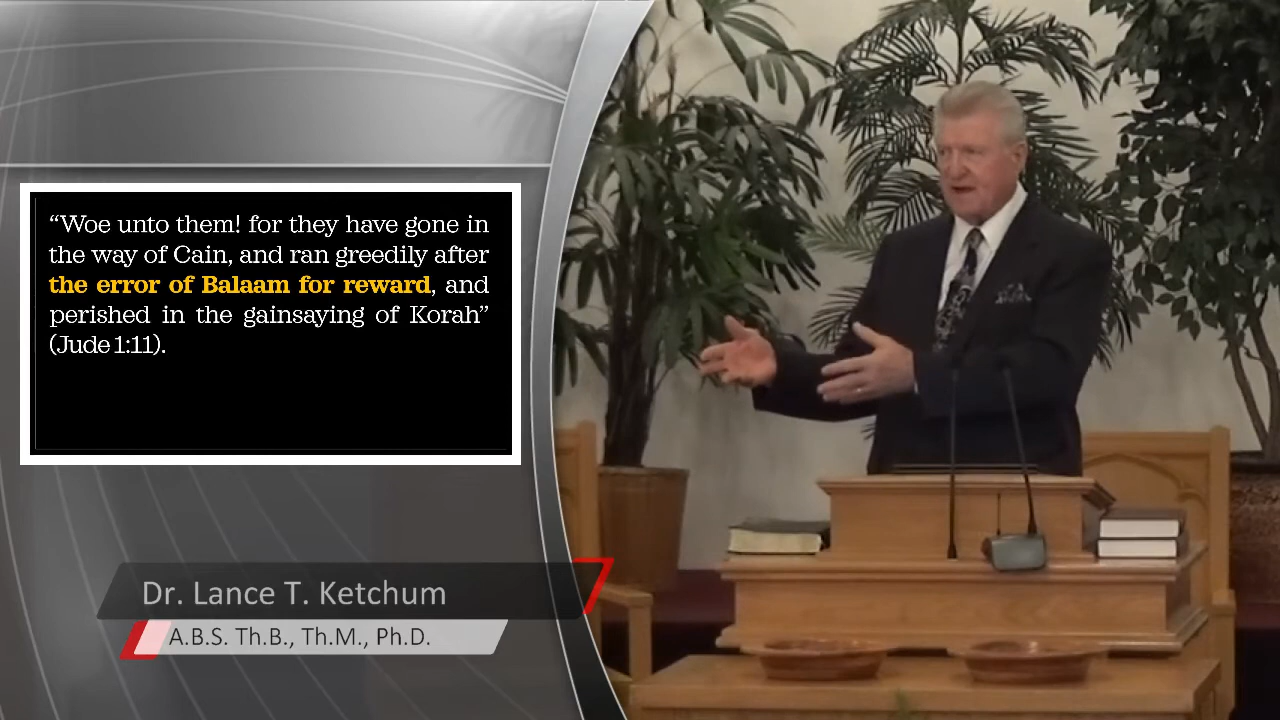 “Woe unto them! for they have gone in
the way of Cain, and ran greedily after
the error of Balaam for reward, and
perished in the gainsaying of Korah”
(Jude 1:11).
Dr. Lance T. Ketchum
A.B.S. Th.B., Th.M., Ph.D.